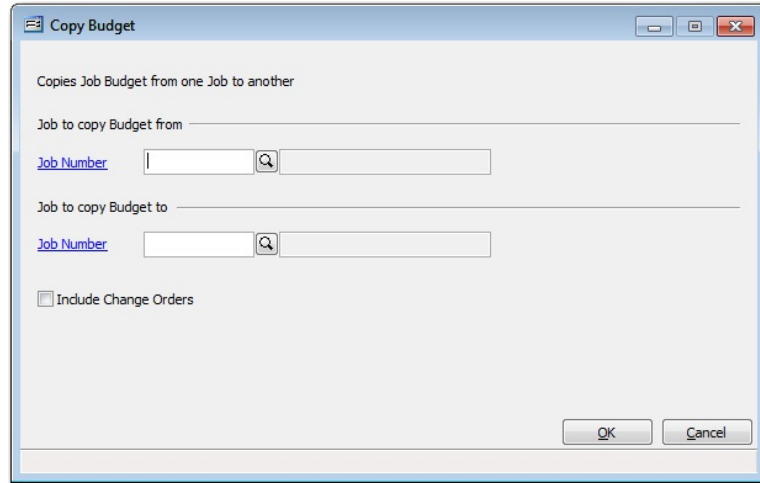 Copy Budget
Copies Job Budget from one Job to another
Job to copy Budget from
Job Number
Job to copy Budget to
Job Number
Include Change Orders
OK Cancel